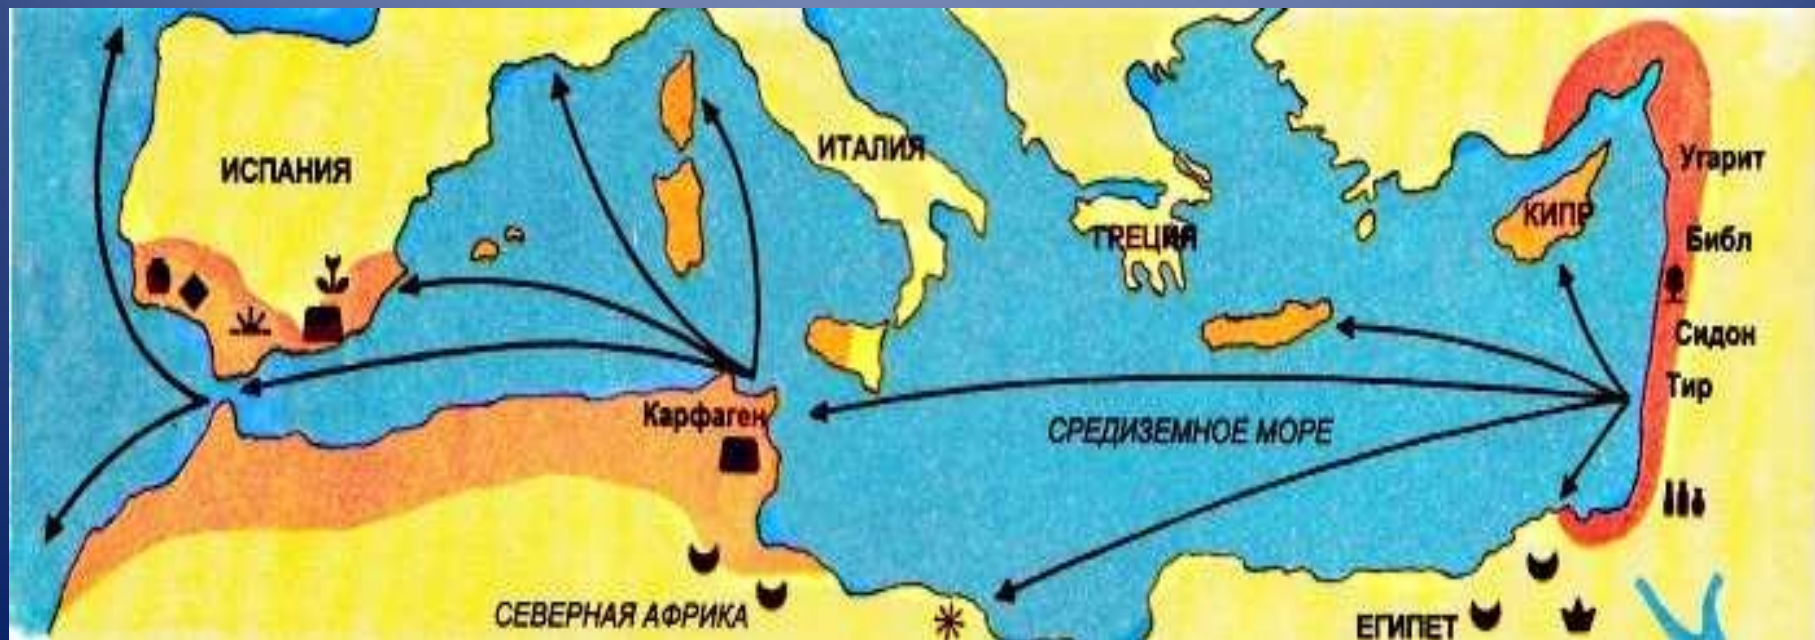 ИСПАНИЯ
ИТАЛИЯ
ГРЕЦИЯ
КИПР
Угарит
Библ
Сидон
Тир
Карфаген
СРЕДИЗЕМНОЕ МОРЕ
СЕВЕРНАЯ АФРИКА
ЕГИПЕТ